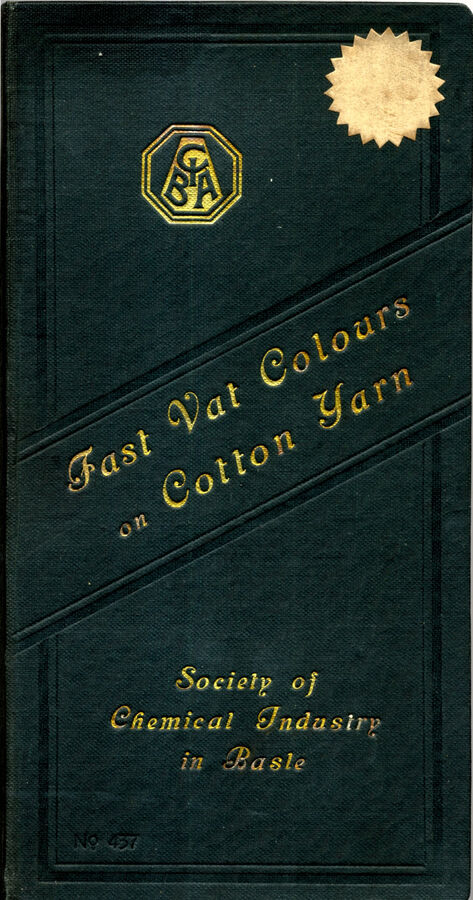 CIBA
Fast Vat Colours
on Cotton Yarn
Society of
Chemical Industry
in Basle
No 437